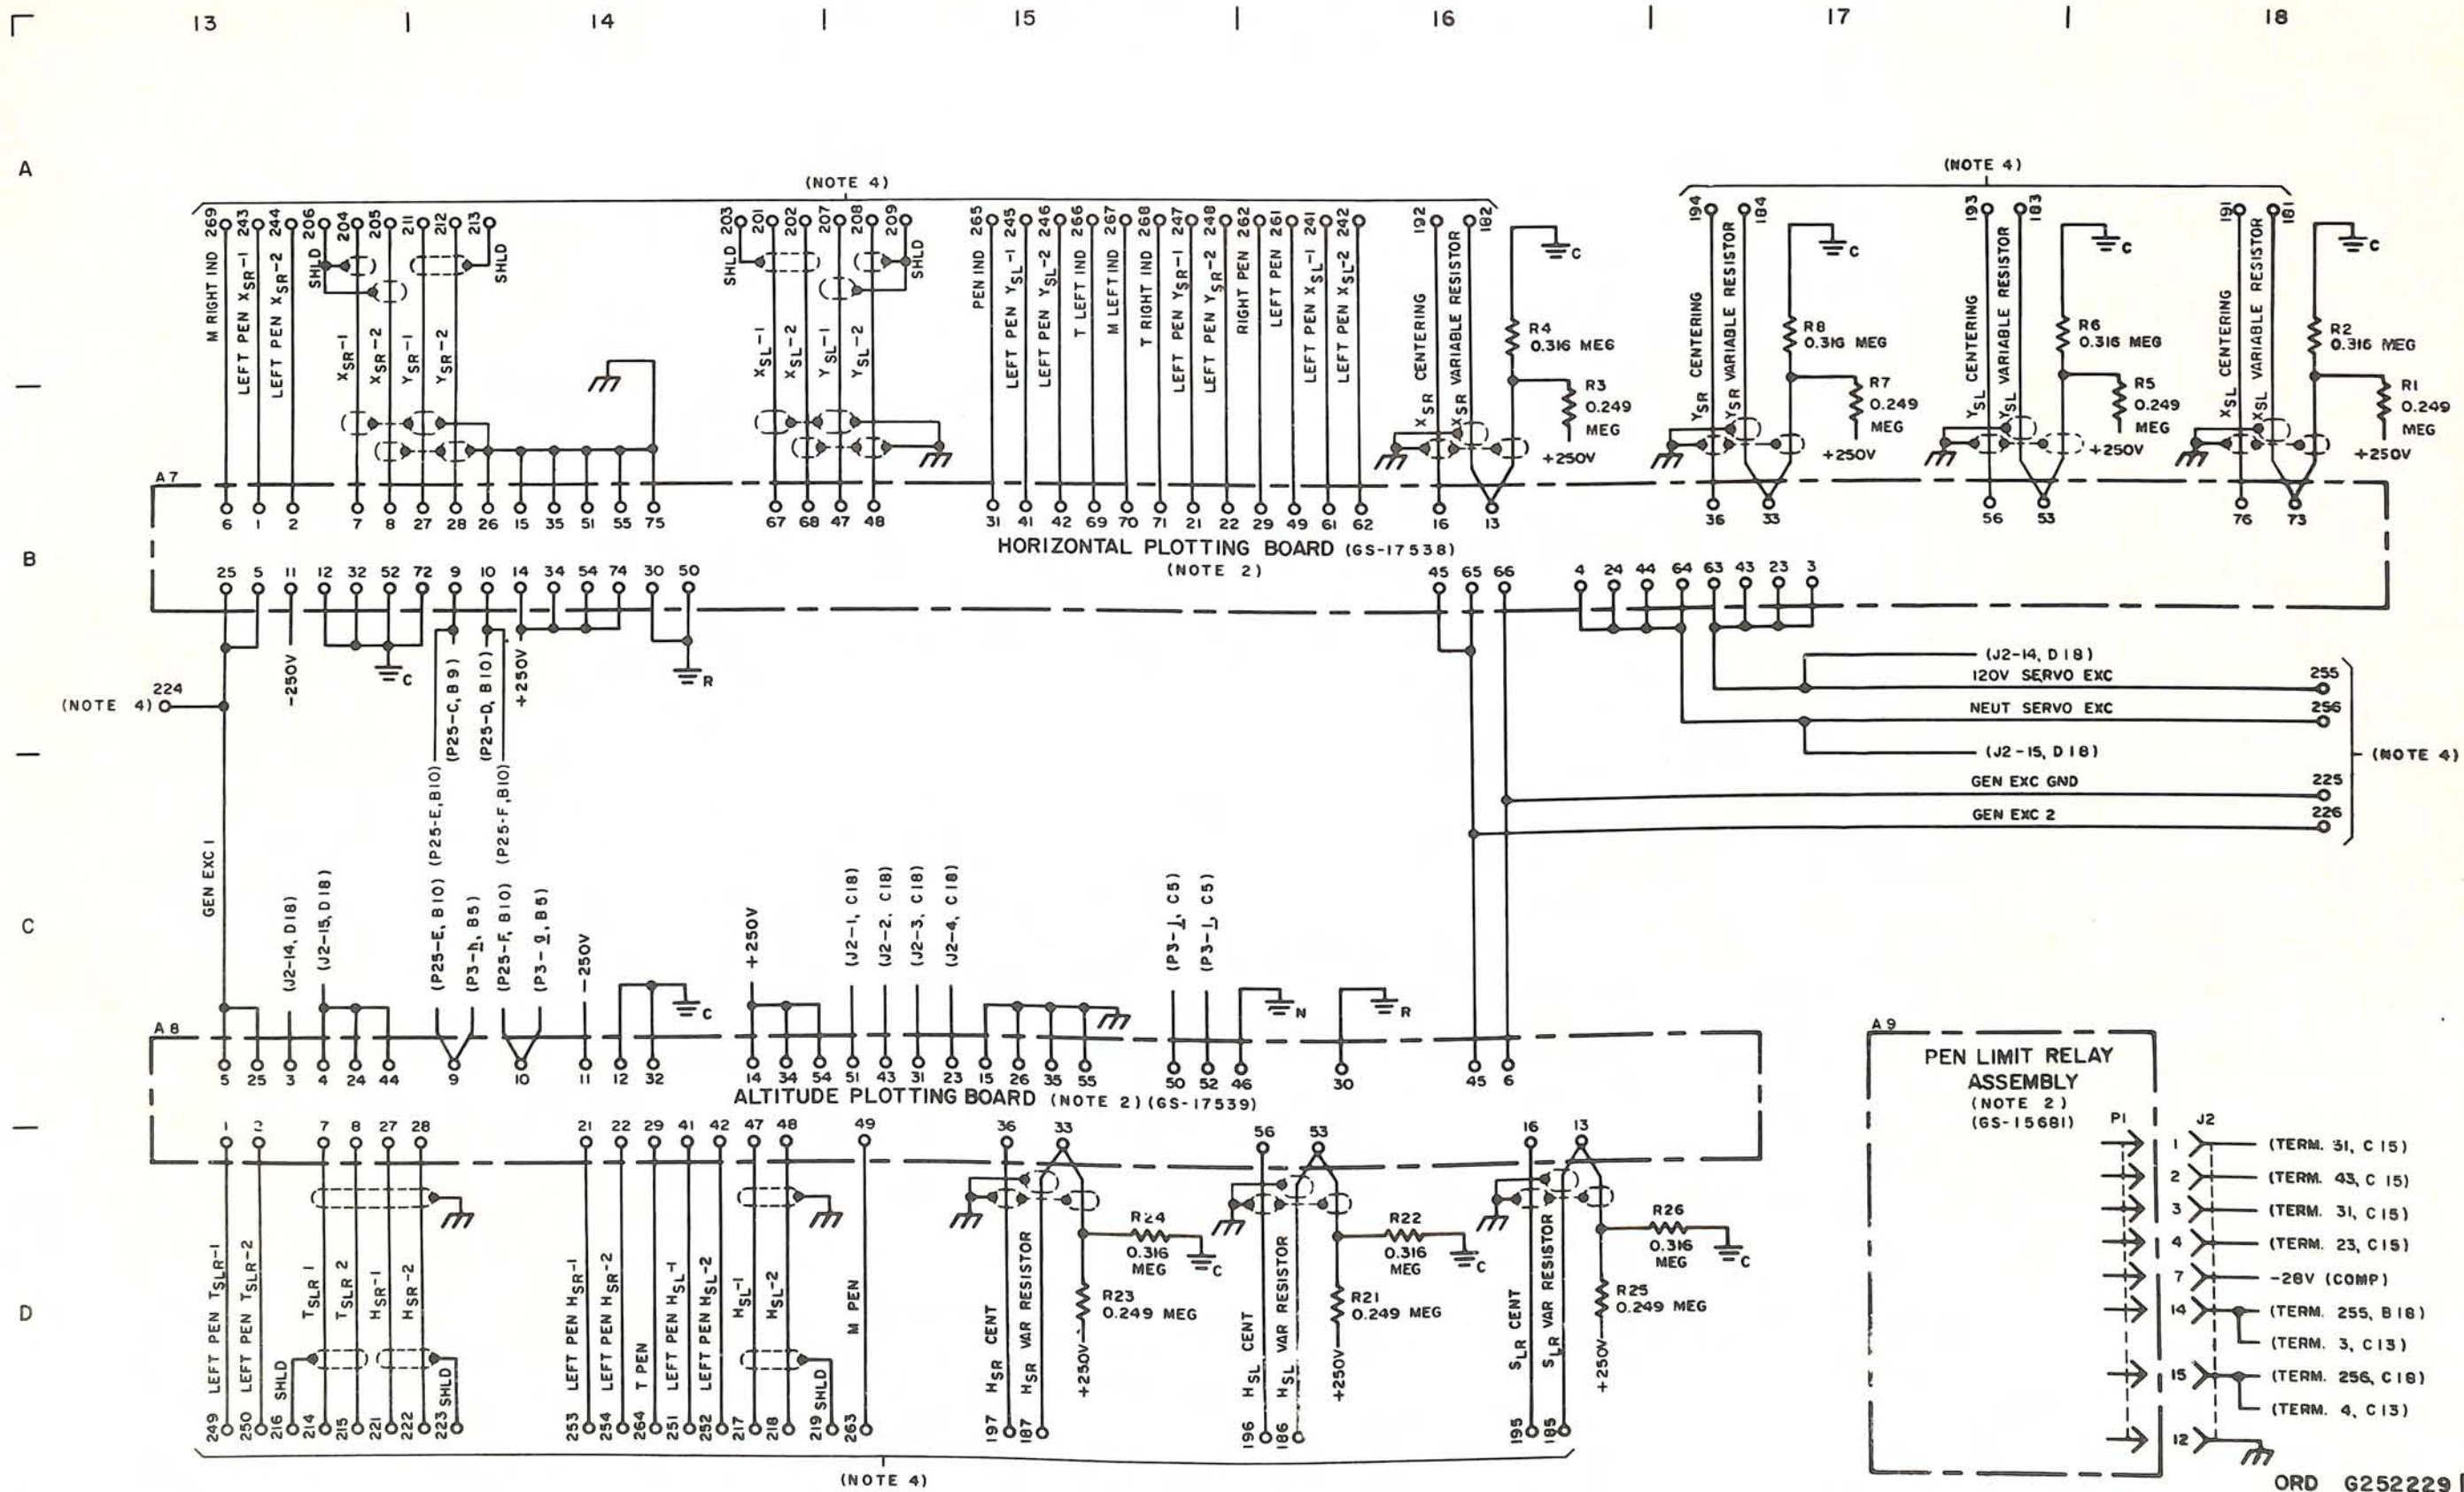 13 14 15 16 17 18
A
(NOTE 4)
(NOTE 4)
269 243 244 206 204 205 211 212 213
203 201 202 207 208 209
265 245 246 266 267 268 247 248 262 261 241 242
192 182
194 184
193 183
191 181
M RIGHT IND
LEFT PEN XSR-1
LEFT PEN XSR-2
SHLD
XSR-1
XSR-2
YSR-1
YSR-2
SHLD
SHLD
XSL-1
XSL-2
YSL-1
YSL-2
SHLD
PEN IND
LEFT PEN YSL-1
LEFT PEN YSL-2
T LEFT IND
M LEFT IND
T RIGHT IND
LEFT PEN YSR-1
LEFT PEN YSR-2
RIGHT PEN
LEFT PEN
LEFT PEN XSL-1
LEFT PEN XSL-2
XSR CENTERING
XSR VARIABLE RESISTOR
C
R4
0.316 MEG
R3
0.249
MEG
+250V
YSR CENTERING
YSR VARIABLE RESISTOR
C
R8
0.316 MEG
R7
0.249
MEG
+250V
YSL CENTERING
YSL VARIABLE RESISTOR
C
R6
0.316 MEG
R5
0.249
MEG
+250V
XSL CENTERING
XSL VARIABLE RESISTOR
C
R2
0.316 MEG
R1
0.249
MEG
+250V
A7
6 1 2 7 8 27 28 26 15 35 51 55 75
67 68 47 48
31 41 42 69 70 71 21 22 29 49 61 62
16 13
36 33
56 53
76 73
B
HORIZONTAL PLOTTING BOARD (GS-17538)
(NOTE 2)
25 5 11 12 32 52 72 9 10 14 34 54 74 30 50
45 65 66
4 24 44 64 63 43 23 3
-250V
C
(P25-C, B9)
(P25-D, B10)
+250V
R
224
(NOTE 4)
(J2-14, D18)
120V SERVO EXC
255
NEUT SERVO EXC
256
(J2-15, D18)
(NOTE 4)
GEN EXC GND
225
GEN EXC 2
226
C
GEN EXC 1
(J2-14, D18)
(J2-15, D18)
(P25-E, B10) (P25-E, B10)
(P3-h, B5)
(P25-F, B10) (P25-F, B10)
(P3-g, B5)
-250V
C
+250V
(J2-1, C18)
(J2-2, C18)
(J2-3, C18)
(J2-4, C18)
(P3-j, C5)
(P3-i, C5)
N
R
A8
5 25 3 4 24 44 9 10 11 12 32
14 34 54 51 43 31 23 15 26 35 55
50 52 46 30 45 6
ALTITUDE PLOTTING BOARD (NOTE 2) (GS-17539)
1 2 7 8 27 28
21 22 29 41 42 47 48 49
36 33 56 53 16 13
D
LEFT PEN TSLR-1
LEFT PEN TSLR-2
SHLD
TSLR 1
TSLR 2
HSR-1
HSR-2
SHLD
LEFT PEN HSR-1
LEFT PEN HSR-2
T PEN
LEFT PEN HSL-1
LEFT PEN HSL-2
HSL-1
HSL-2
SHLD
M PEN
HSR CENT
HSR VAR RESISTOR
R24
0.316
MEG
C
R23
0.249 MEG
+250V
HSL CENT
HSL VAR RESISTOR
R22
0.316
MEG
C
R21
0.249 MEG
+250V
SLR CENT
SLR VAR RESISTOR
R26
0.316
MEG
C
R25
0.249 MEG
+250V
249 250 216 214 215 221 222 223
253 254 264 251 252 217 218 219 263
197 187 196 186 195 185
(NOTE 4)
A9
PEN LIMIT RELAY
ASSEMBLY
(NOTE 2)
(GS-15681)
P1 J2
1 (TERM. 51, C15)
2 (TERM. 43, C15)
3 (TERM. 31, C15)
4 (TERM. 23, C15)
7 -28V (COMP)
14 (TERM. 255, B18)
(TERM. 3, C13)
15 (TERM. 256, C18)
(TERM. 4, C13)
12
ORD G252229